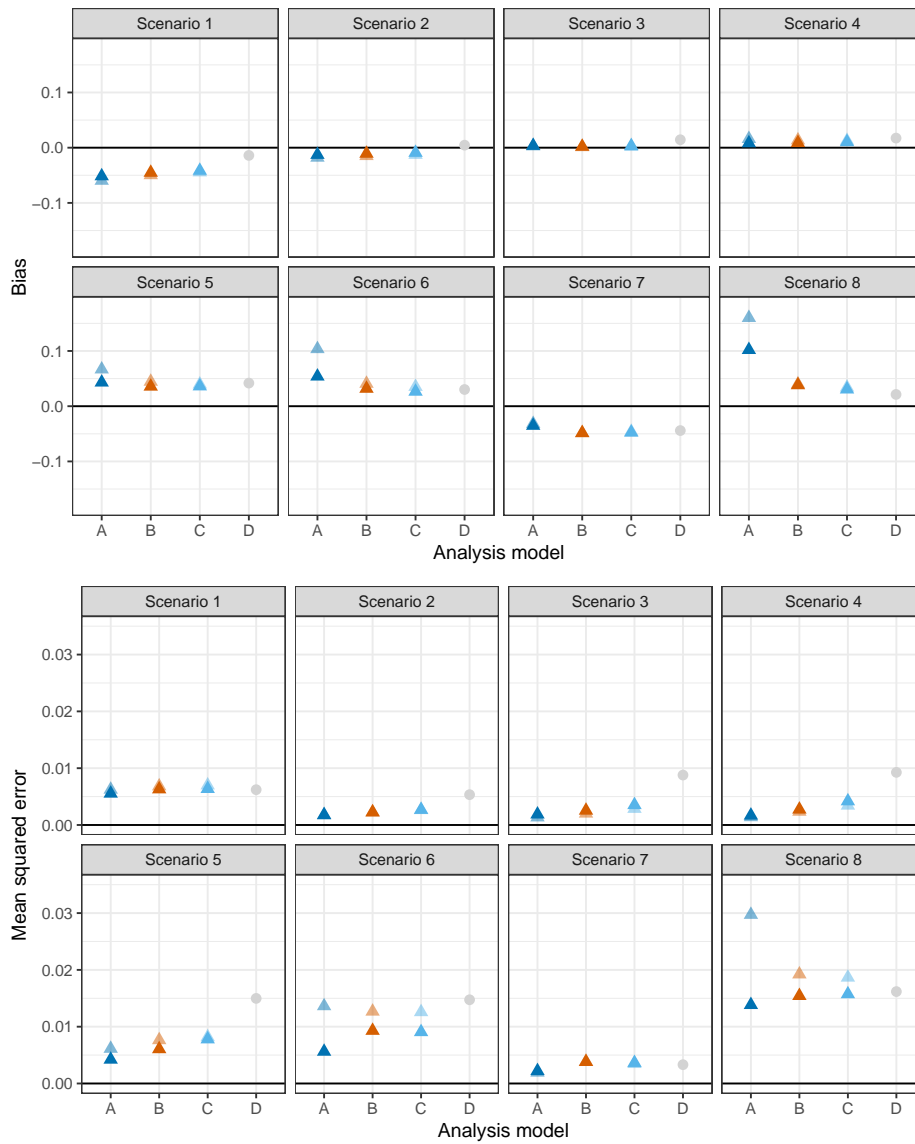 Scenario 1 Scenario 2 Scenario 3 Scenario 4
0.1
0.0
−0.1
Scenario 5 Scenario 6 Scenario 7 Scenario 8
0.1
0.0
−0.1
Bias
A B C D A B C D A B C D A B C D
Analysis model
Scenario 1 Scenario 2 Scenario 3 Scenario 4
0.03
0.02
0.01
0.00
Scenario 5 Scenario 6 Scenario 7 Scenario 8
0.03
0.02
0.01
0.00
Mean squared error
A B C D A B C D A B C D A B C D
Analysis model